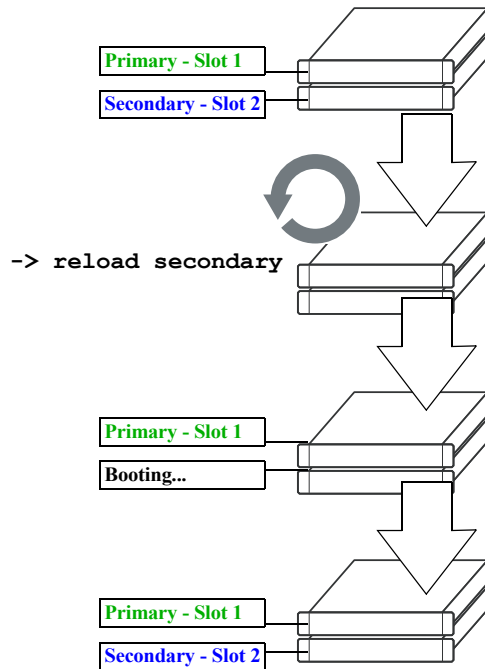 Primary - Slot 1
Secondary - Slot 2
-> reload secondary
Primary - Slot 1
Booting...
Primary - Slot 1
Secondary - Slot 2